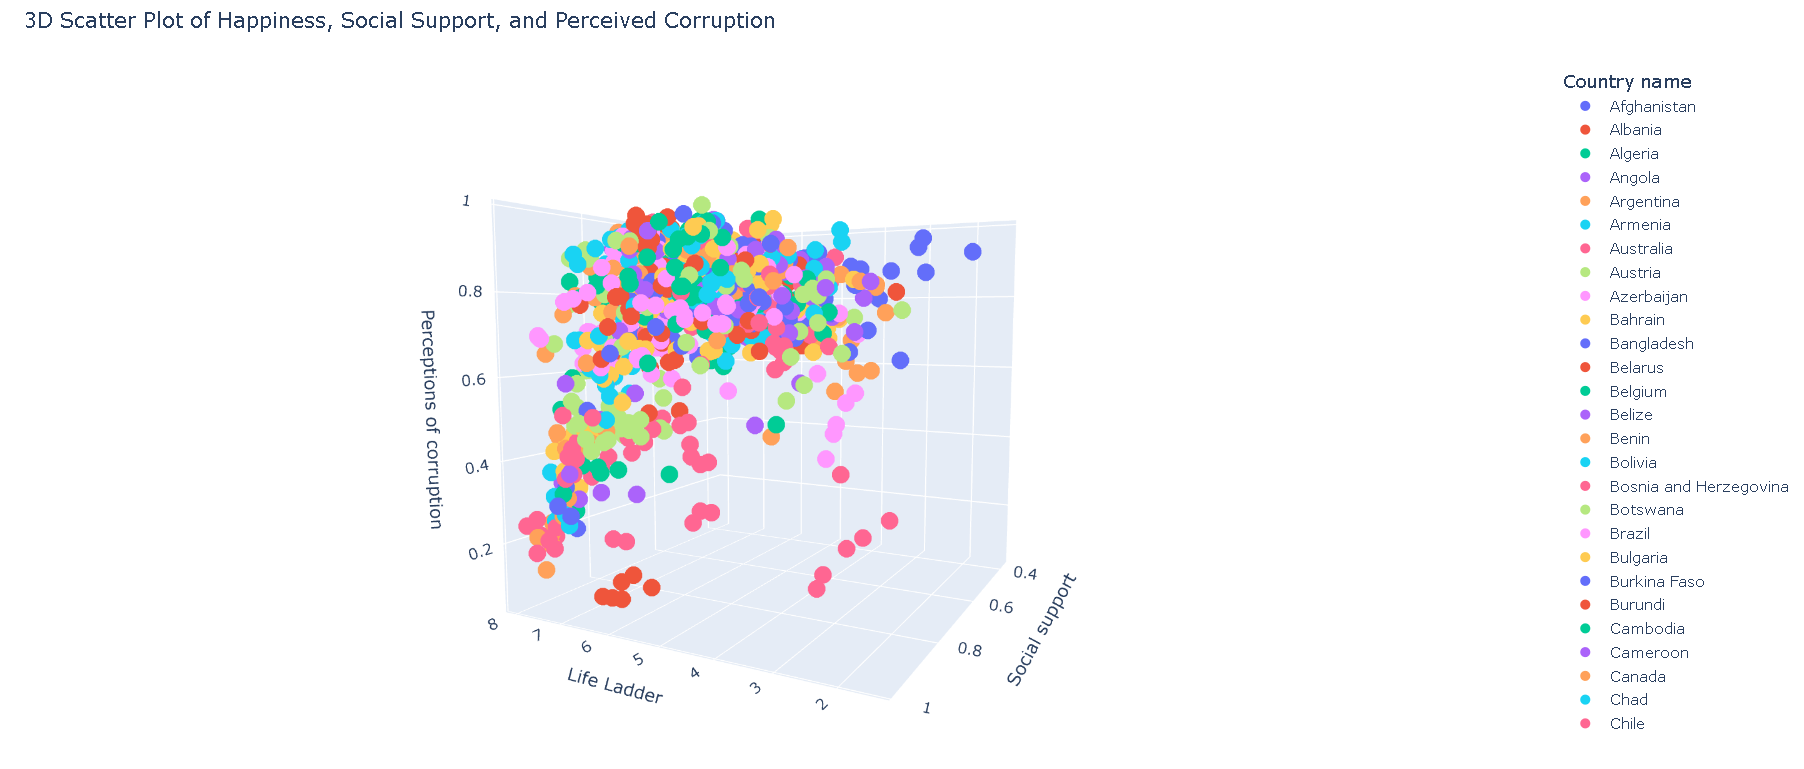 3D Scatter Plot of Happiness, Social Support, and Perceived Corruption
Country name
Afghanistan
Albania
Algeria
Angola
Argentina
Armenia
Australia
Austria
Azerbaijan
Bahrain
Bangladesh
Belarus
Belgium
Belize
Benin
Bolivia
Bosnia and Herzegovina
Botswana
Brazil
Bulgaria
Burkina Faso
Burundi
Cambodia
Cameroon
Canada
Chad
Chile
1
0.8
0.6
0.4
0.2
Perceptions of corruption
8
7
6
5
4
3
2
Life Ladder
0.4
0.6
0.8
1
Social support